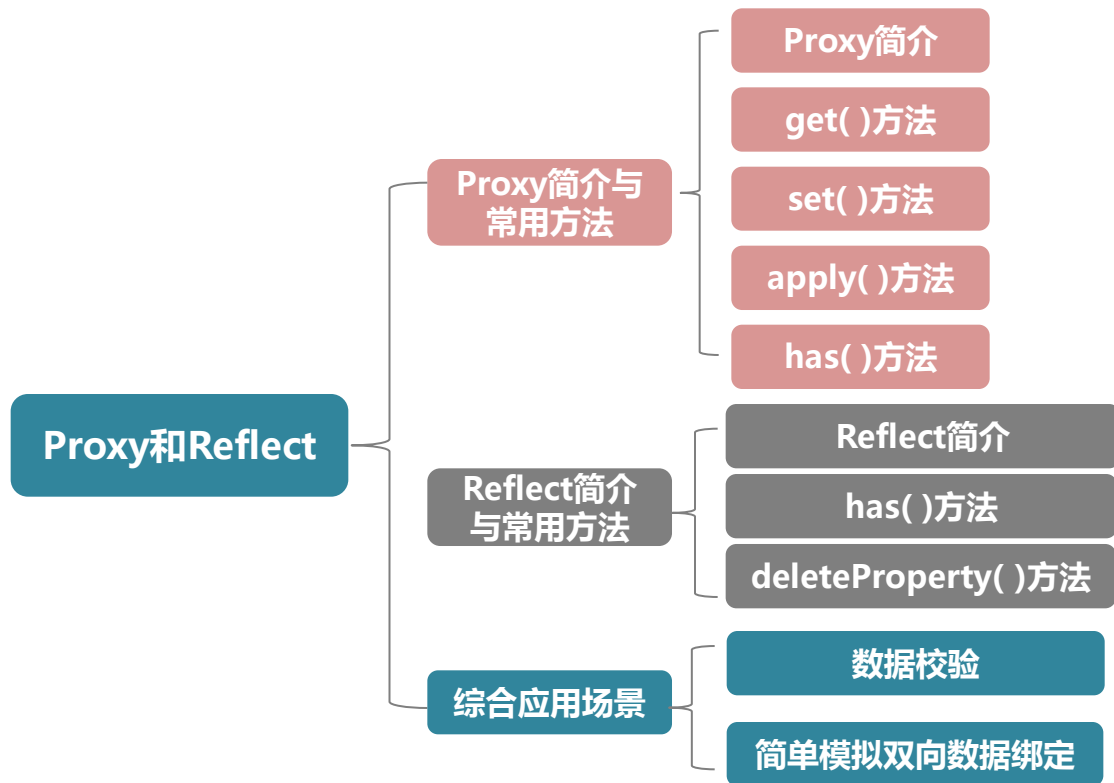 Proxy和Reflect
Proxy简介与
常用方法
Proxy简介
get( )方法
set( )方法
apply( )方法
has( )方法
Reflect简介
与常用方法
Reflect简介
has( )方法
deleteProperty( )方法
综合应用场景
数据校验
简单模拟双向数据绑定